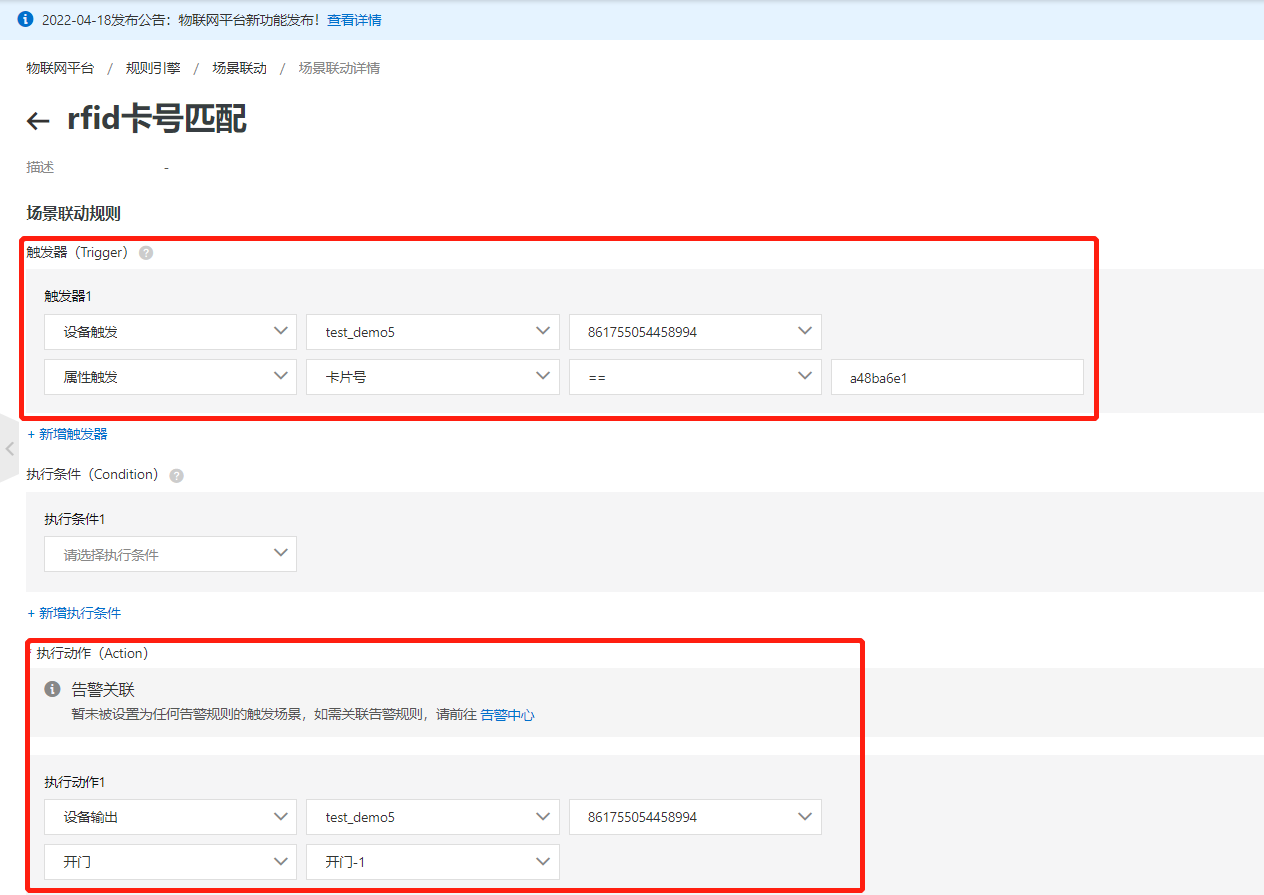 2022-04-18发布公告：物联网平台新功能发布！查看详情
物联网平台 / 规则引擎 / 场景联动 / 场景联动详情
← rfid卡号匹配
描述 -
场景联动规则
触发器（Trigger） ?
触发器1
设备触发 test_demo5 861755054458994
属性触发 卡片号 == a48ba6e1
+ 新增触发器
执行条件（Condition） ?
执行条件1
请选择执行条件
+ 新增执行条件
* 执行动作（Action）
告警关联
暂未被设置为任何告警规则的触发场景，如需关联告警规则，请前往 告警中心
执行动作1
设备输出 test_demo5 861755054458994
开门 开门-1